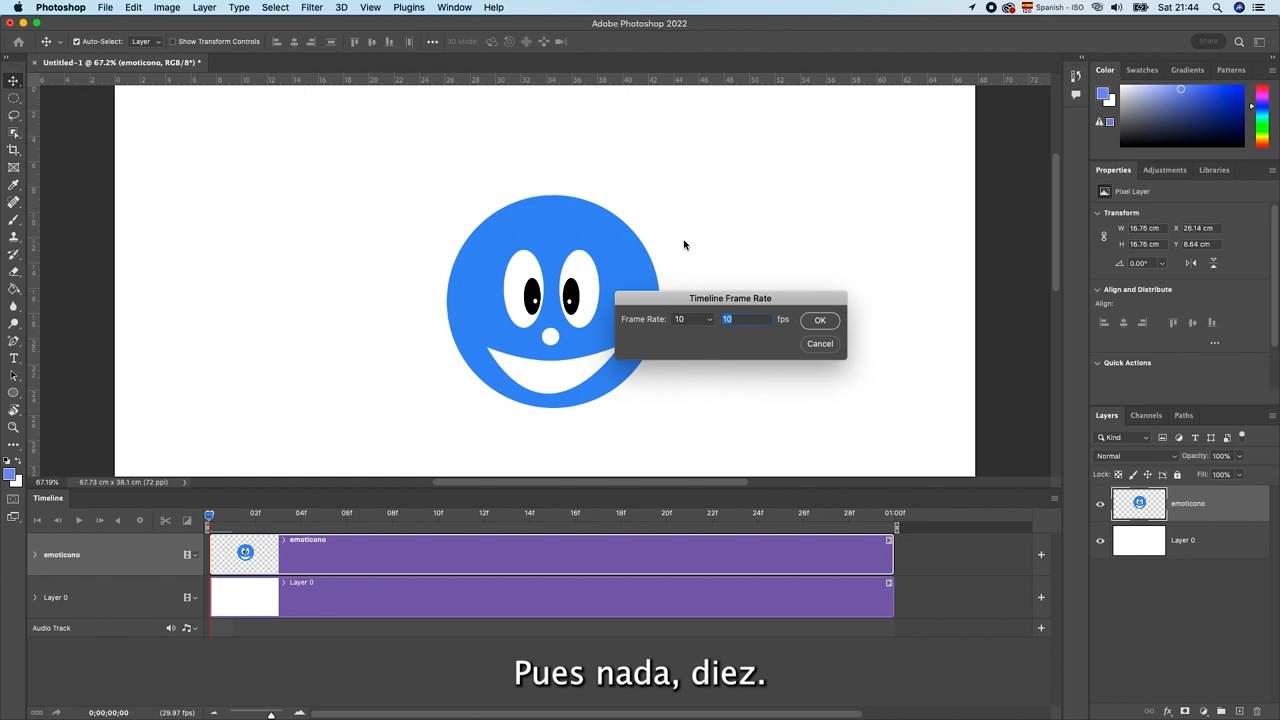 Photoshop File Edit Image Layer Type Select Filter 3D View Plugins Window Help Spanish - ISO Sat 21:44
Adobe Photoshop 2022
Auto-Select: Layer Show Transform Controls 3D Mode: Share
Untitled-1 @ 67.2% (emoticono, RGB/8*) *
Color Swatches Gradients Patterns
Properties Adjustments Libraries
Pixel Layer
Transform
W 16.76 cm X 26.14 cm
H 16.76 cm Y 8.64 cm
0.00°
Align and Distribute
Align:
Quick Actions
Timeline Frame Rate
Frame Rate: 10 10 fps OK
Cancel
Layers Channels Paths
Kind
Normal Opacity: 100%
Lock: Fill: 100%
emoticono
Layer 0
67.19% 67.73 cm x 38.1 cm (72 ppi)
Timeline
02f 04f 06f 08f 10f 12f 14f 16f 18f 20f 22f 24f 26f 28f 01:00f
emoticono emoticono
Layer 0 Layer 0
Audio Track
Pues nada, diez.
0;00;00;00 (29.97 fps)